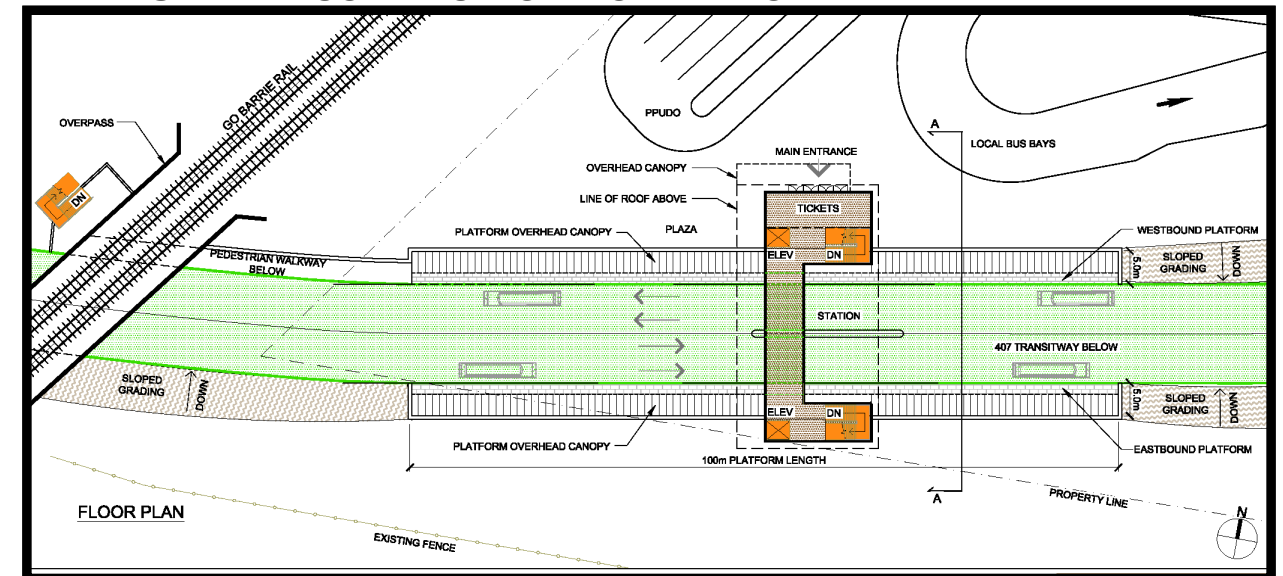 GO BARRIE RAIL
OVERPASS
DN
PPUDO
MAIN ENTRANCE
A
LOCAL BUS BAYS
OVERHEAD CANOPY
LINE OF ROOF ABOVE
TICKETS
PLATFORM OVERHEAD CANOPY
PLAZA
WESTBOUND PLATFORM
PEDESTRIAN WALKWAY
BELOW
ELEV
DN
5.0m
SLOPED
GRADING
DOWN
STATION
407 TRANSITWAY BELOW
SLOPED
GRADING
DOWN
ELEV
DN
5.0m
SLOPED
GRADING
DOWN
PLATFORM OVERHEAD CANOPY
EASTBOUND PLATFORM
100m PLATFORM LENGTH
A
PROPERTY LINE
FLOOR PLAN
EXISTING FENCE
N